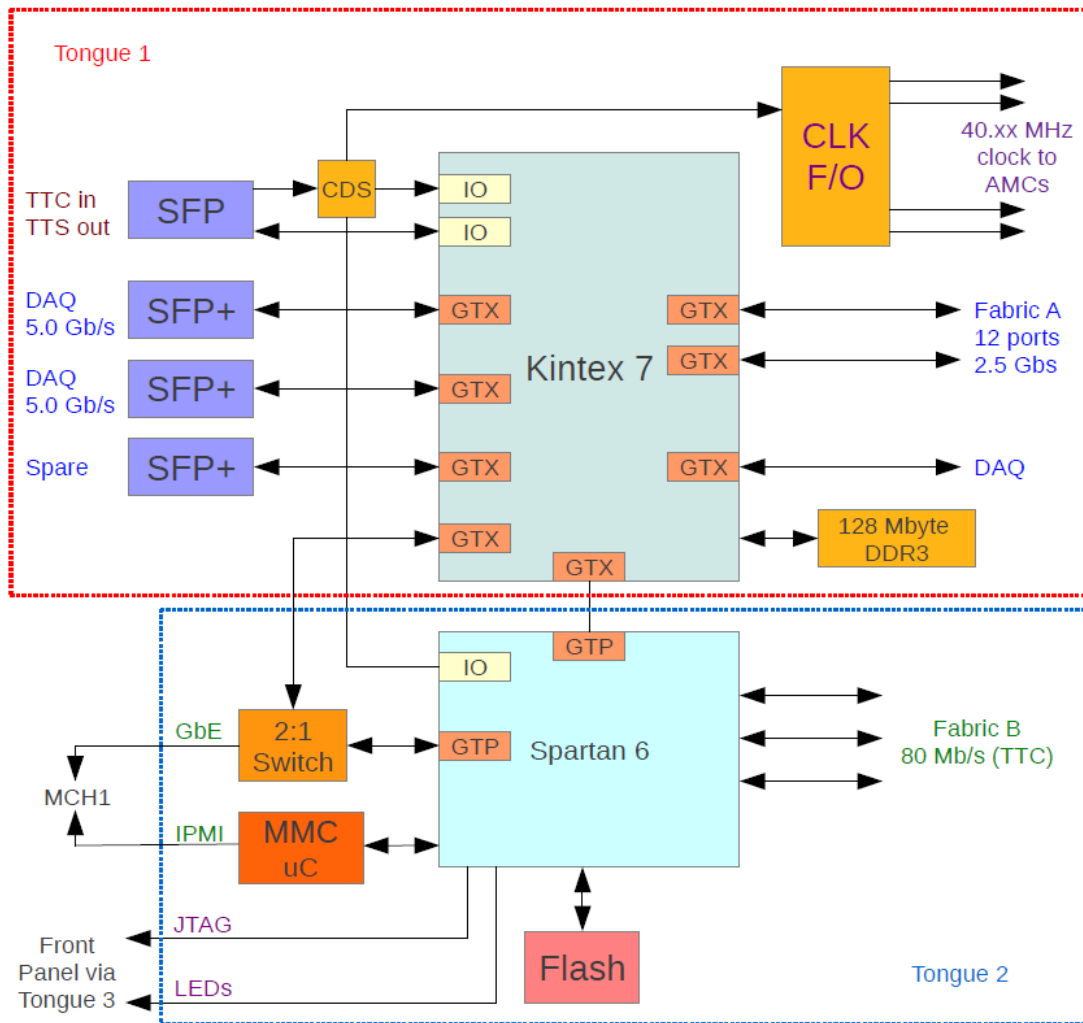 Tongue 1
TTC in
TTS out
SFP
CDS
IO
IO
CLK
F/O
40.xx MHz
clock to
AMCs
DAQ
5.0 Gb/s
SFP+
GTX
GTX
Fabric A
12 ports
2.5 Gbs
Kintex 7
GTX
DAQ
5.0 Gb/s
SFP+
GTX
Spare
SFP+
GTX
GTX
DAQ
GTX
128 Mbyte
DDR3
GTX
GTP
IO
GbE
2:1
Switch
GTP
Spartan 6
Fabric B
80 Mb/s (TTC)
MCH1
IPMI
MMC
uC
JTAG
Front
Panel via
Tongue 3
LEDs
Flash
Tongue 2